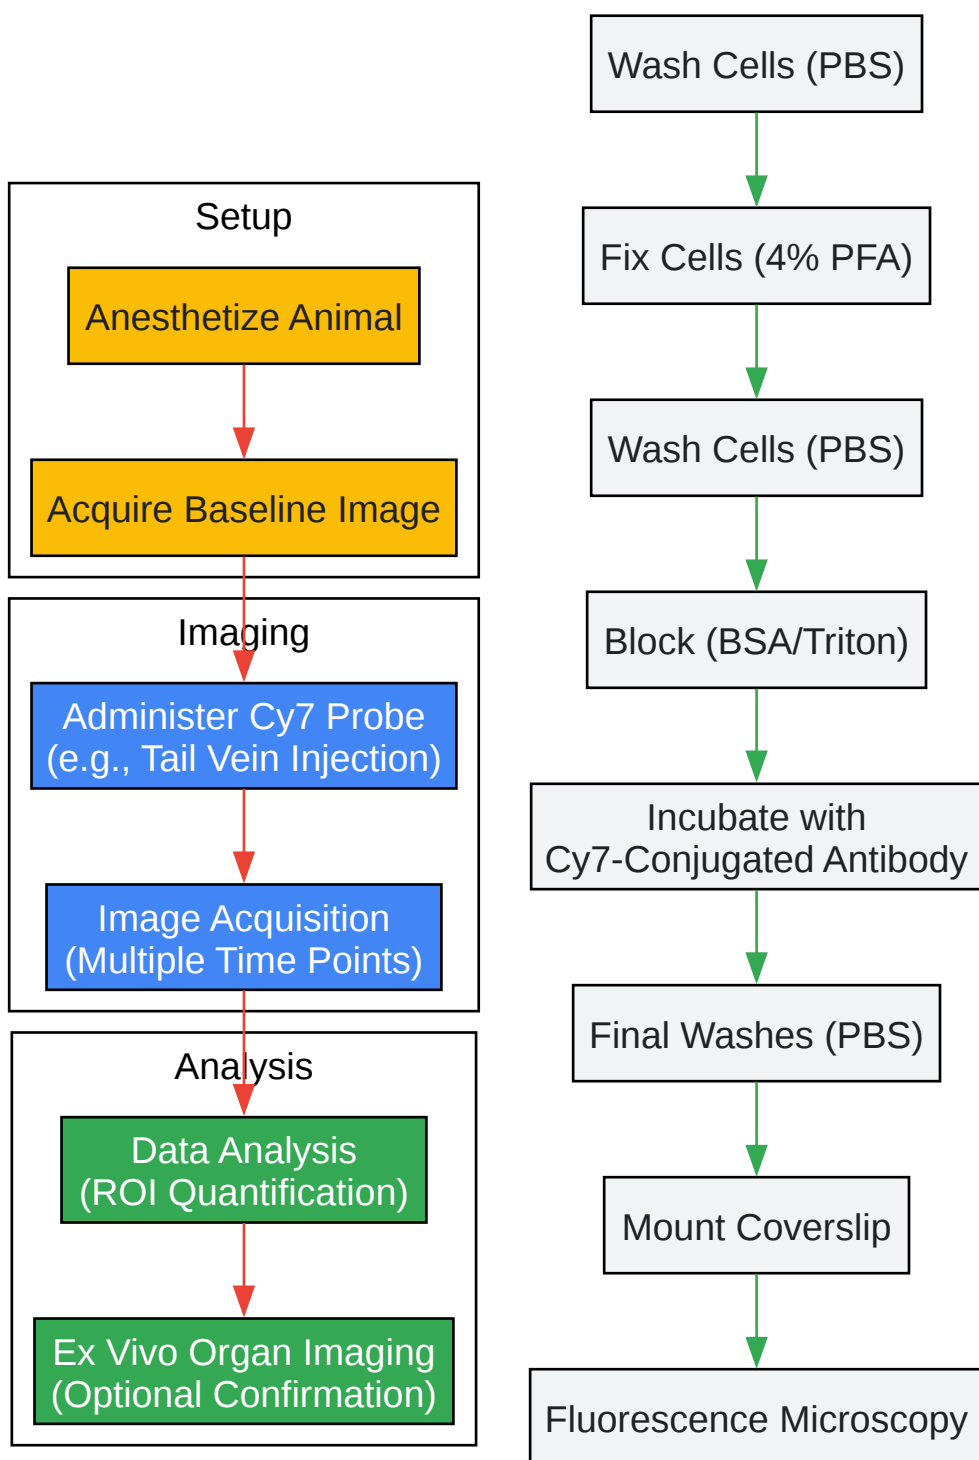 Setup
Anesthetize Animal
Acquire Baseline Image
Imaging
Administer Cy7 Probe
(e.g., Tail Vein Injection)
Image Acquisition
(Multiple Time Points)
Analysis
Data Analysis
(ROI Quantification)
Ex Vivo Organ Imaging
(Optional Confirmation)
Wash Cells (PBS)
Fix Cells (4% PFA)
Wash Cells (PBS)
Block (BSA/Triton)
Incubate with
Cy7-Conjugated Antibody
Final Washes (PBS)
Mount Coverslip
Fluorescence Microscopy